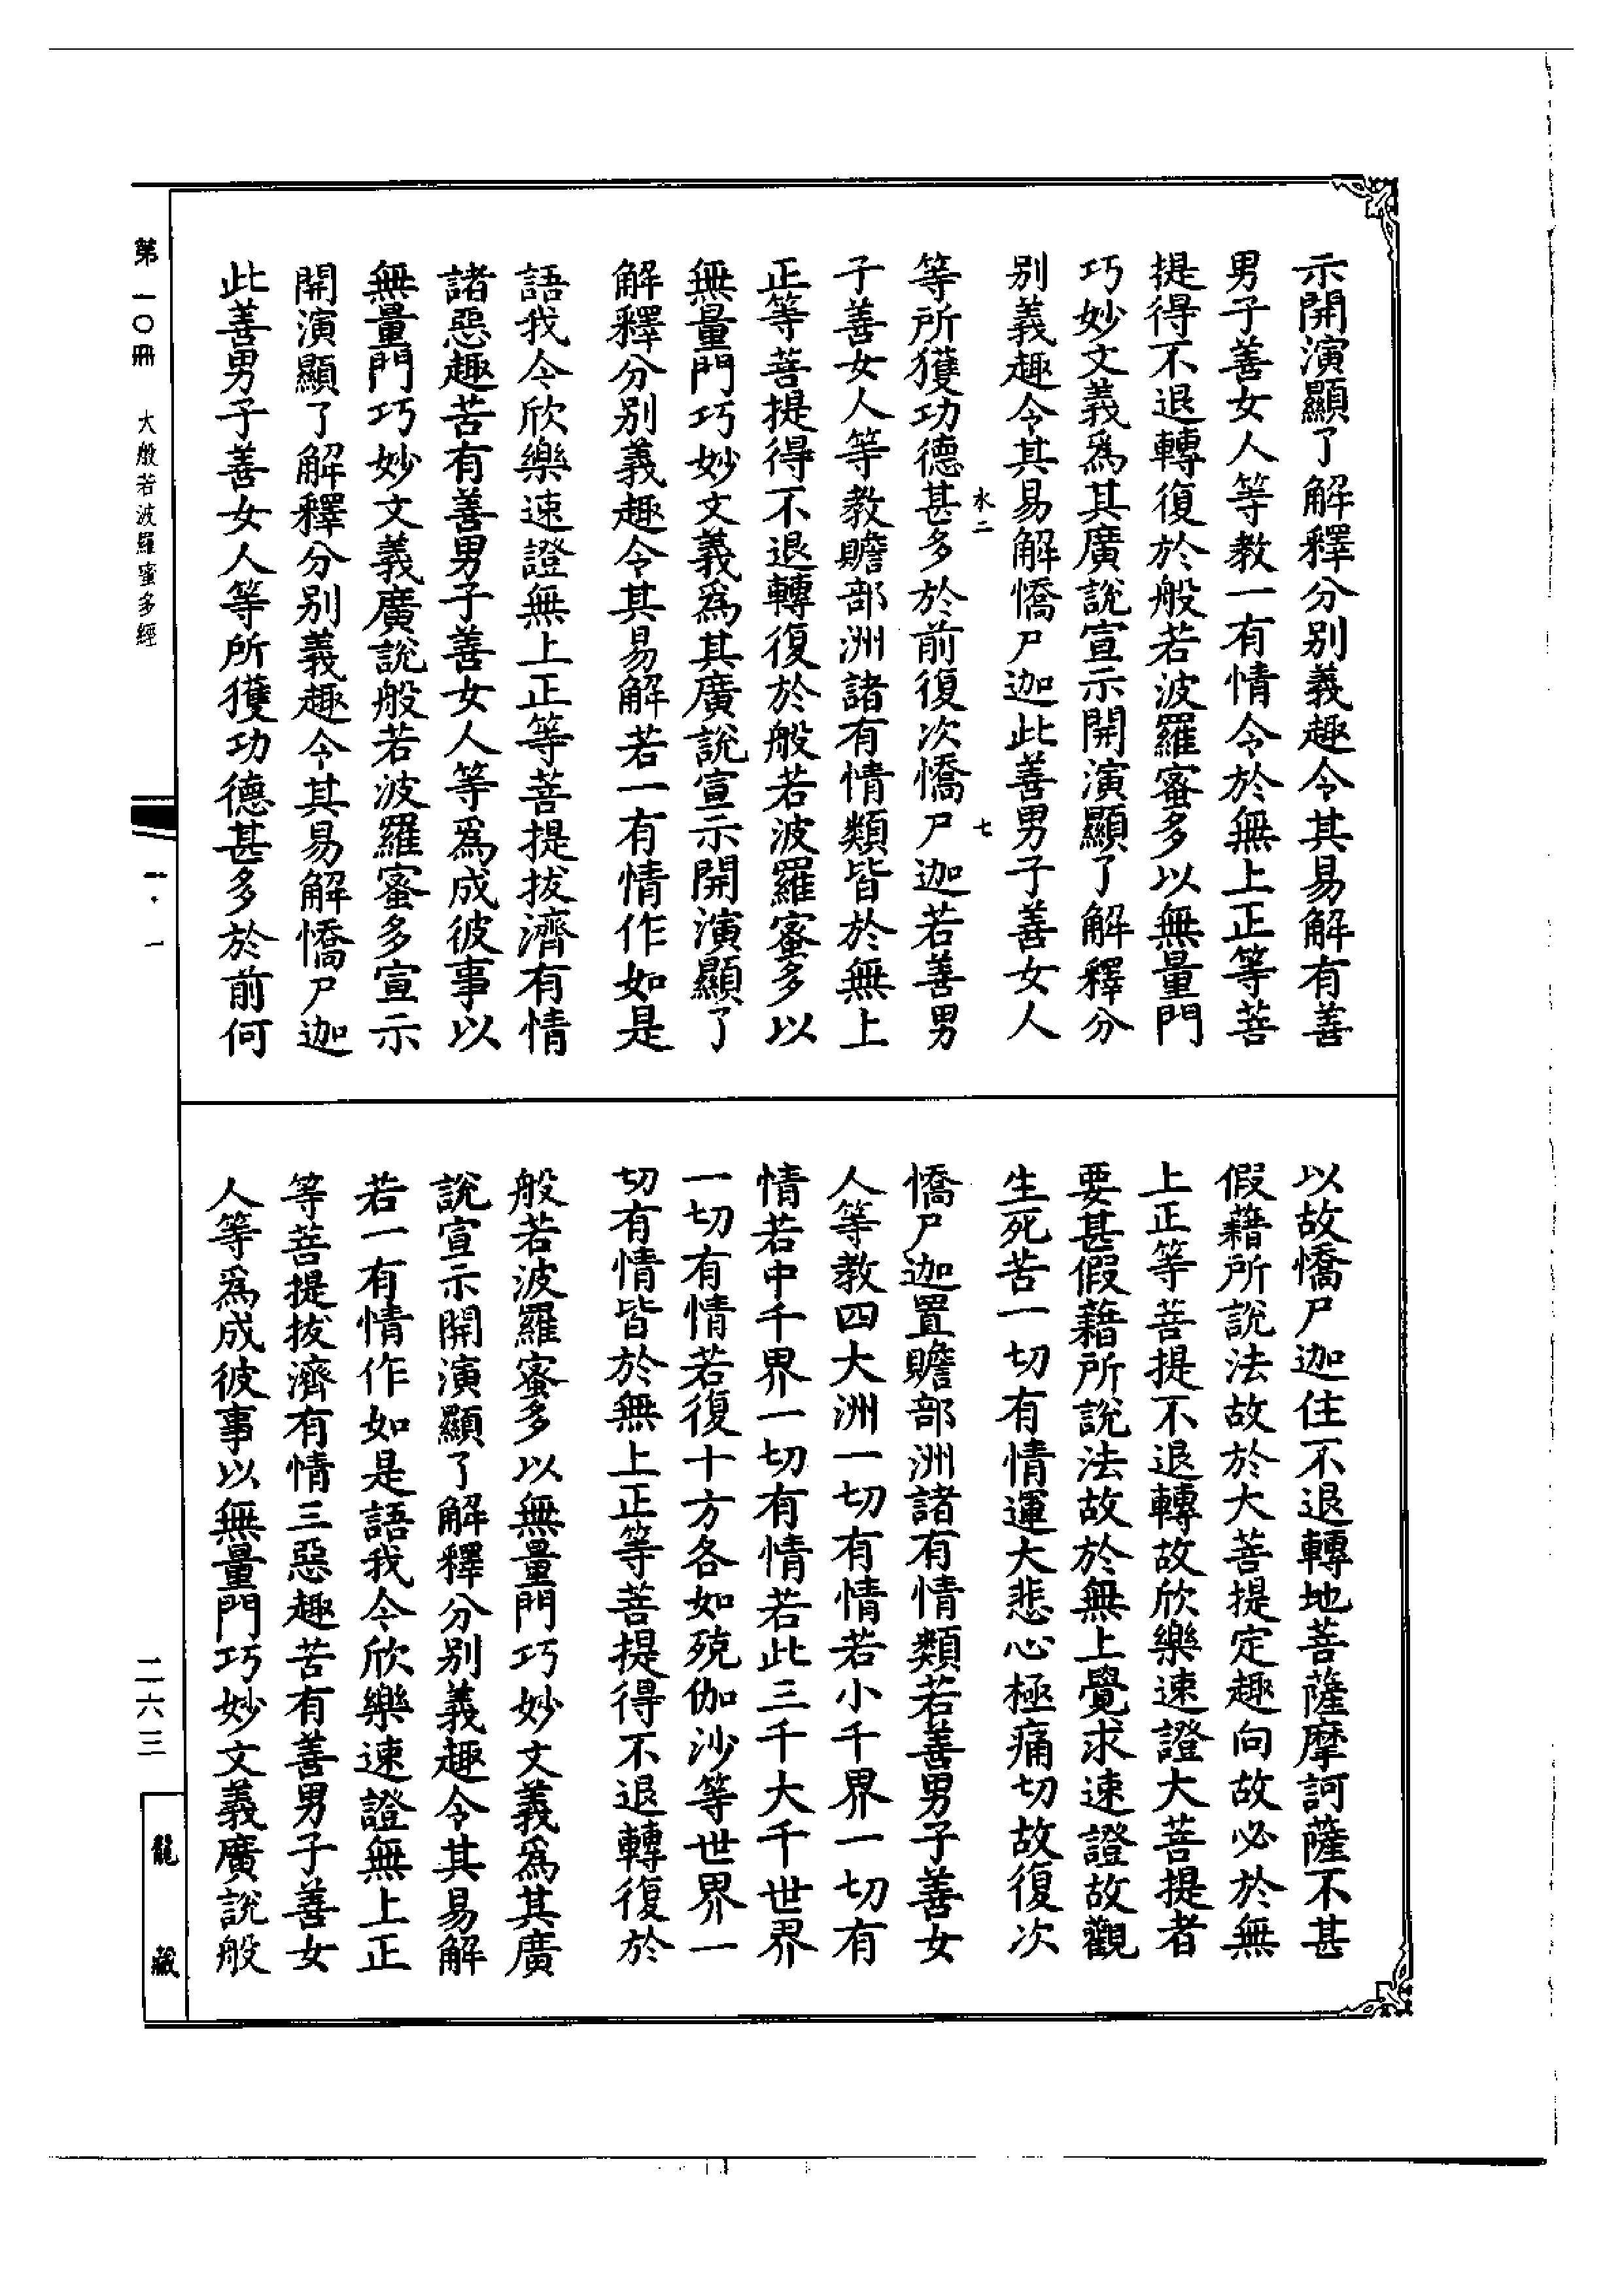 示開演顯了解釋分別義趣令其易解有善
男子善女人等教一有情令於無上正等菩
提得不退轉復於般若波羅蜜多以無量門
巧妙文義爲其廣說宣示開演顯了解釋分
別義趣令其易解憍尸迦此善男子善女人
水二
七
等所獲功德甚多於前復次憍尸迦若善男
子善女人等教贍部洲諸有情類皆於無上
正等菩提得不退轉復於般若波羅蜜多以
無量門巧妙文義爲其廣說宣示開演顯了
解釋分別義趣令其易解若一有情作如是
語我今欣樂速證無上正等菩提拔濟有情
諸惡趣苦有善男子善女人等爲成彼事以
無量門巧妙文義廣說般若波羅蜜多宣示
開演顯了解釋分別義趣令其易解憍尸迦
此善男子善女人等所獲功德甚多於前何
以故憍尸迦住不退轉地菩薩摩訶薩不甚
假藉所說法故於大菩提定趣向故必於無
上正等菩提不退轉故欣樂速證大菩提者
要甚假藉所說法故於無上覺求速證故觀
生死苦一切有情運大悲心極痛切故復次
憍尸迦置贍部洲諸有情類若善男子善女
人等教四大洲一切有情若小千界一切有
情若中千界一切有情若此三千大千世界
一切有情若復十方各如殑伽沙等世界一
切有情皆於無上正等菩提得不退轉復於
般若波羅蜜多以無量門巧妙文義爲其廣
說宣示開演顯了解釋分別義趣令其易解
若一有情作如是語我今欣樂速證無上正
等菩提拔濟有情三惡趣苦有善男子善女
人等爲成彼事以無量門巧妙文義廣說般
第一〇冊 大般若波羅蜜多經
一·一
二六三
龍藏